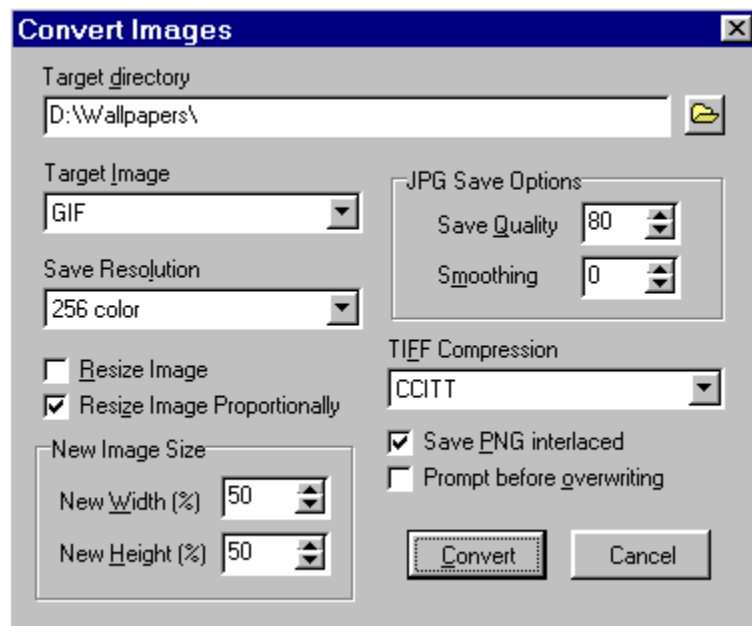 Convert Images
Target directory
D:\Wallpapers\
Target Image
GIF
Save Resolution
256 color
Resize Image
Resize Image Proportionally
New Image Size
New Width (%) 50
New Height (%) 50
JPG Save Options
Save Quality 80
Smoothing 0
TIFF Compression
CCITT
Save PNG interlaced
Prompt before overwriting
Convert Cancel